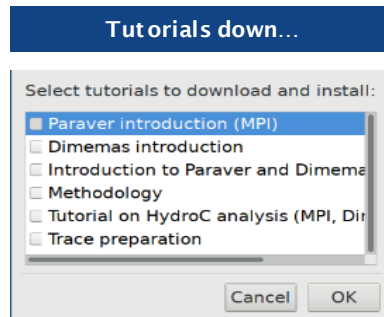 Tutorials down...
Select tutorials to download and install:
Paraver introduction (MPI)
Dimemas introduction
Introduction to Paraver and Dimema
Methodology
Tutorial on HydroC analysis (MPI, Dir
Trace preparation
Cancel OK